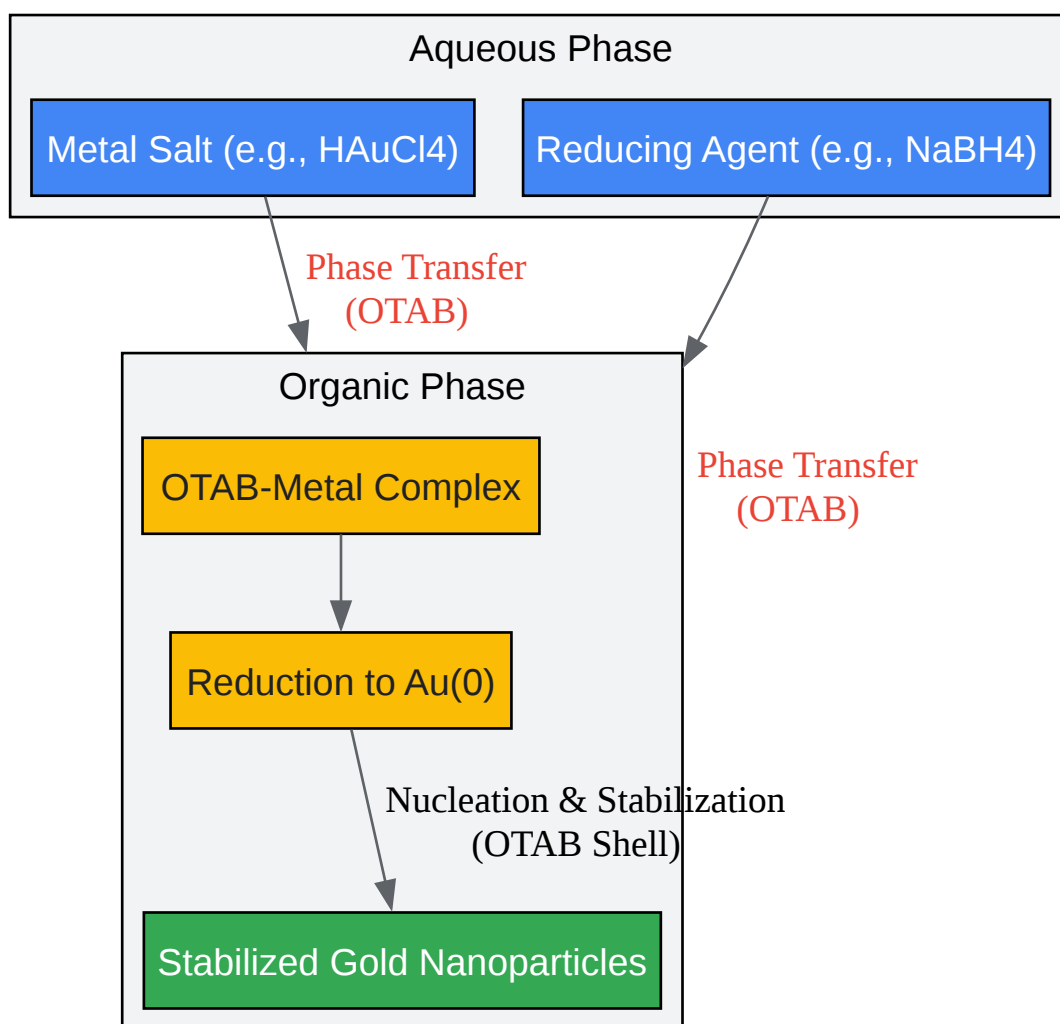 Aqueous Phase
Metal Salt (e.g., HAuCl4)
Reducing Agent (e.g., NaBH4)
Phase Transfer
(OTAB)
Organic Phase
OTAB-Metal Complex
Phase Transfer
(OTAB)
Reduction to Au(0)
Nucleation & Stabilization
(OTAB Shell)
Stabilized Gold Nanoparticles